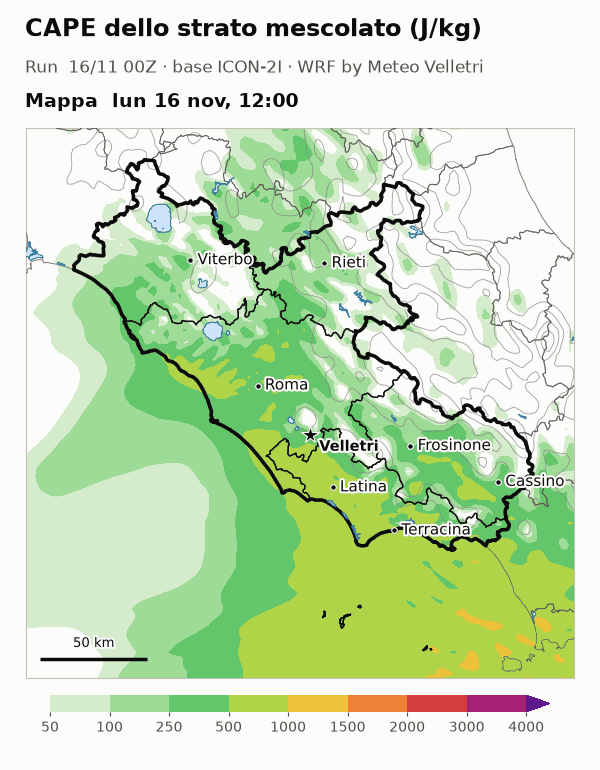 CAPE dello strato mescolato (J/kg)
Run  16/11 00Z · base ICON-2I · WRF by Meteo Velletri
Mappa  lun 16 nov, 12:00
Viterbo
Rieti
Roma
Velletri
Frosinone
Cassino
Latina
Terracina
50 km
50 100 250 500 1000 1500 2000 3000 4000